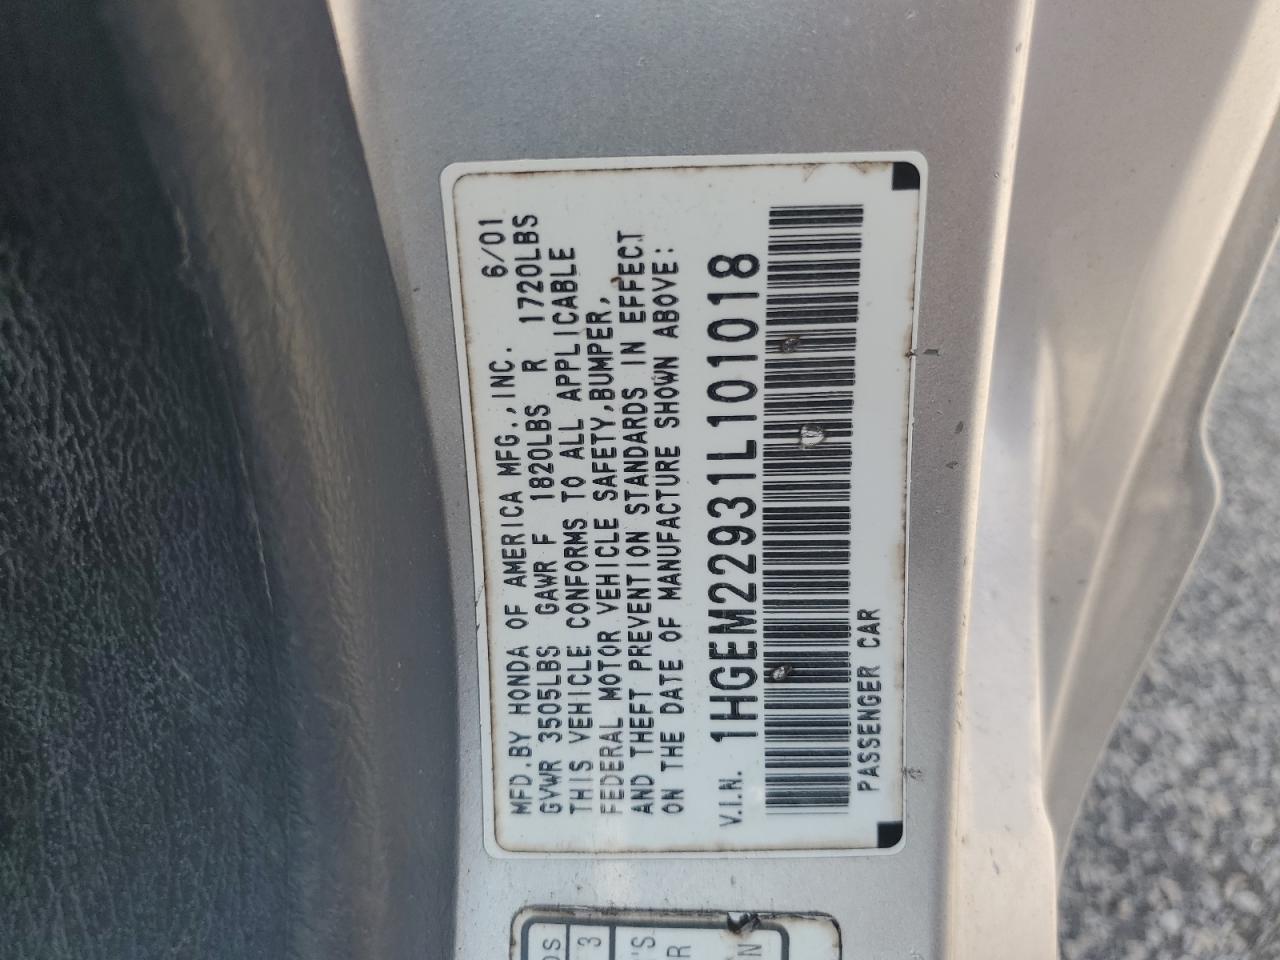 MFD.BY HONDA OF AMERICA MFG.,INC. 6/01
GVWR 3505LBS GAWR F 1820LBS R 1720LBS
THIS VEHICLE CONFORMS TO ALL APPLICABLE
FEDERAL MOTOR VEHICLE SAFETY,BUMPER,
AND THEFT PREVENTION STANDARDS IN EFFECT
ON THE DATE OF MANUFACTURE SHOWN ABOVE:
V.I.N. 1HGEM22931L101018
PASSENGER CAR
DS
3
'S
R